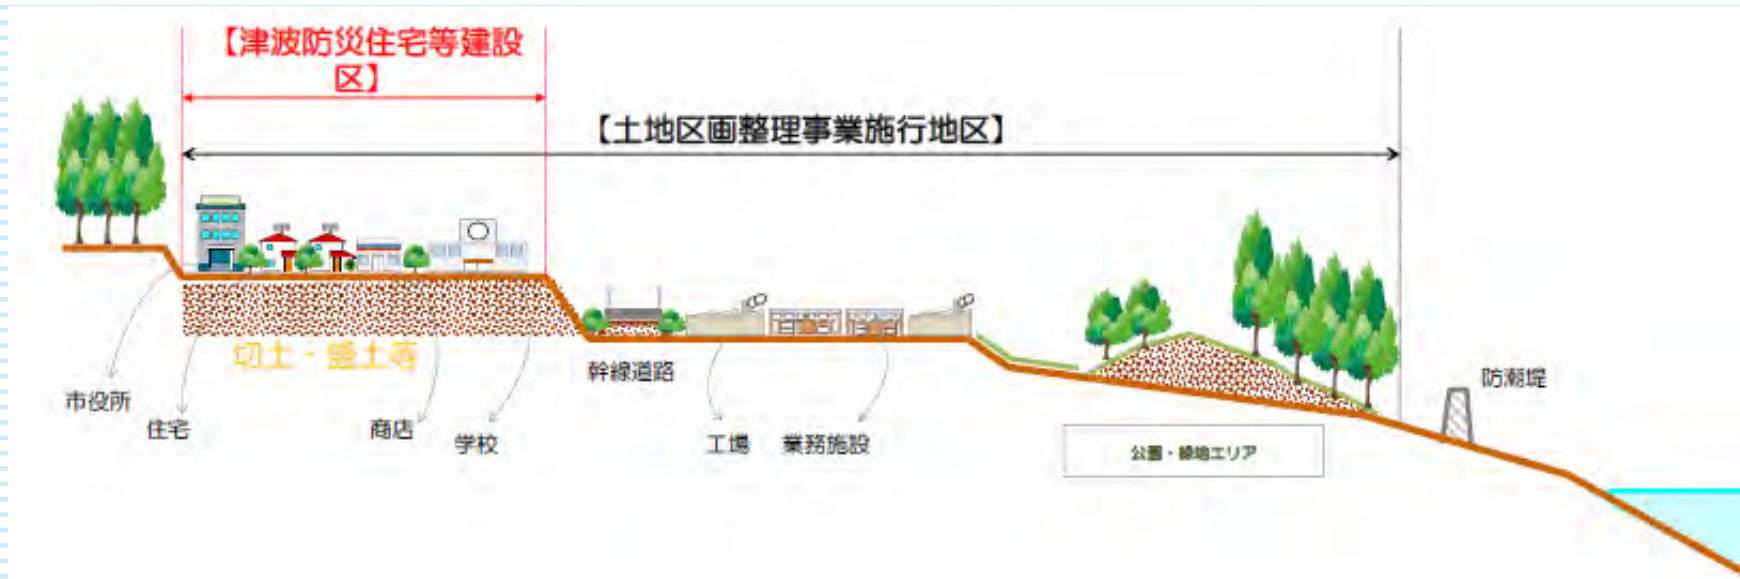 【津波防災住宅等建設
区】
【土地区画整理事業施行地区】
切土・盛土等
市役所
住宅
商店
学校
幹線道路
工場
業務施設
公園・緑地エリア
防潮堤